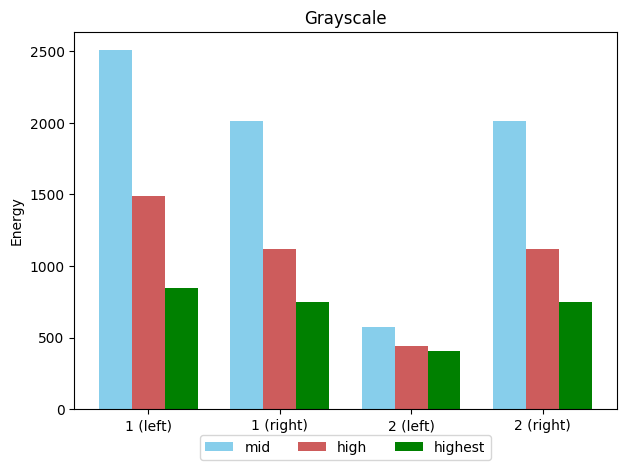 Grayscale
2500
2000
1500
1000
500
0
Energy
1 (left) 1 (right) 2 (left) 2 (right)
mid high highest